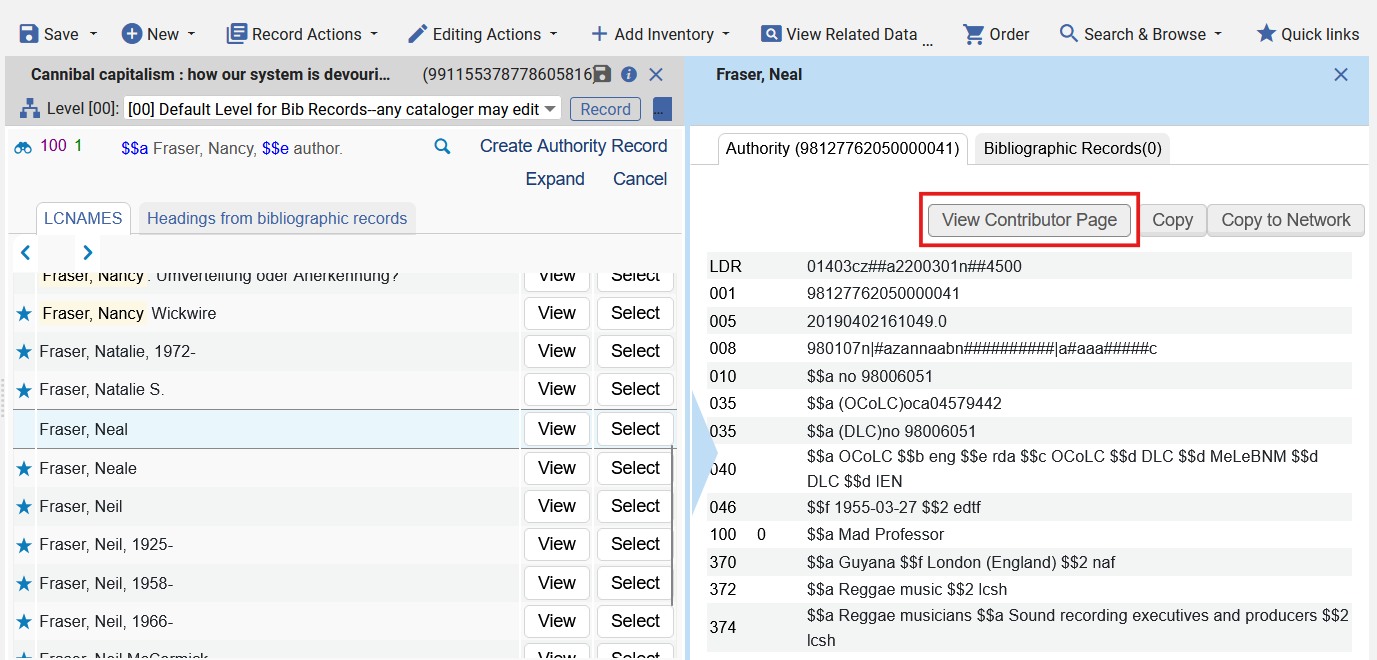 Save New Record Actions Editing Actions Add Inventory View Related Data ... Order Search & Browse Quick links
Cannibal capitalism : how our system is devouri... (991155378778605816)
Level [00]: [00] Default Level for Bib Records--any cataloger may edit Record ...
100 1 $$a Fraser, Nancy, $$e author. Create Authority Record
Expand Cancel
LCNAMES Headings from bibliographic records
Fraser, Nancy. Umverteilung oder Anerkennung? View Select
Fraser, Nancy Wickwire View Select
Fraser, Natalie, 1972- View Select
Fraser, Natalie S. View Select
Fraser, Neal View Select
Fraser, Neale View Select
Fraser, Neil View Select
Fraser, Neil, 1925- View Select
Fraser, Neil, 1958- View Select
Fraser, Neil, 1966- View Select
Fraser, Neil McCormick View Select
Fraser, Neal
Authority (98127762050000041) Bibliographic Records(0)
View Contributor Page Copy Copy to Network
LDR 01403cz##a2200301n##4500
001 98127762050000041
005 20190402161049.0
008 980107n|#azannaabn##########|a#aaa#####c
010 $$a no 98006051
035 $$a (OCoLC)oca04579442
035 $$a (DLC)no 98006051
040 $$a OCoLC $$b eng $$e rda $$c OCoLC $$d DLC $$d MeLeBNM $$d
DLC $$d IEN
046 $$f 1955-03-27 $$2 edtf
100 0 $$a Mad Professor
370 $$a Guyana $$f London (England) $$2 naf
372 $$a Reggae music $$2 lcsh
374 $$a Reggae musicians $$a Sound recording executives and producers $$2
lcsh